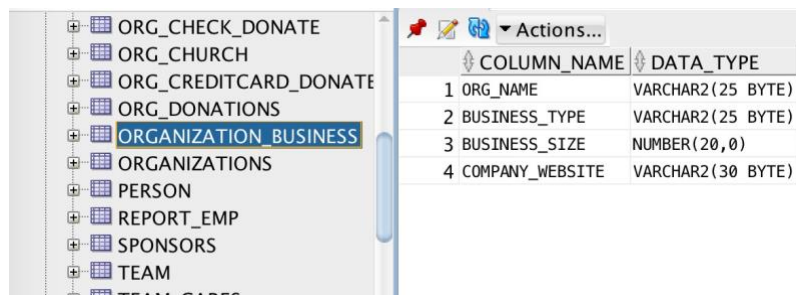 ORG_CHECK_DONATE
ORG_CHURCH
ORG_CREDITCARD_DONATE
ORG_DONATIONS
ORGANIZATION_BUSINESS
ORGANIZATIONS
PERSON
REPORT_EMP
SPONSORS
TEAM
Actions...
COLUMN_NAME DATA_TYPE
1 ORG_NAME VARCHAR2(25 BYTE)
2 BUSINESS_TYPE VARCHAR2(25 BYTE)
3 BUSINESS_SIZE NUMBER(20,0)
4 COMPANY_WEBSITE VARCHAR2(30 BYTE)